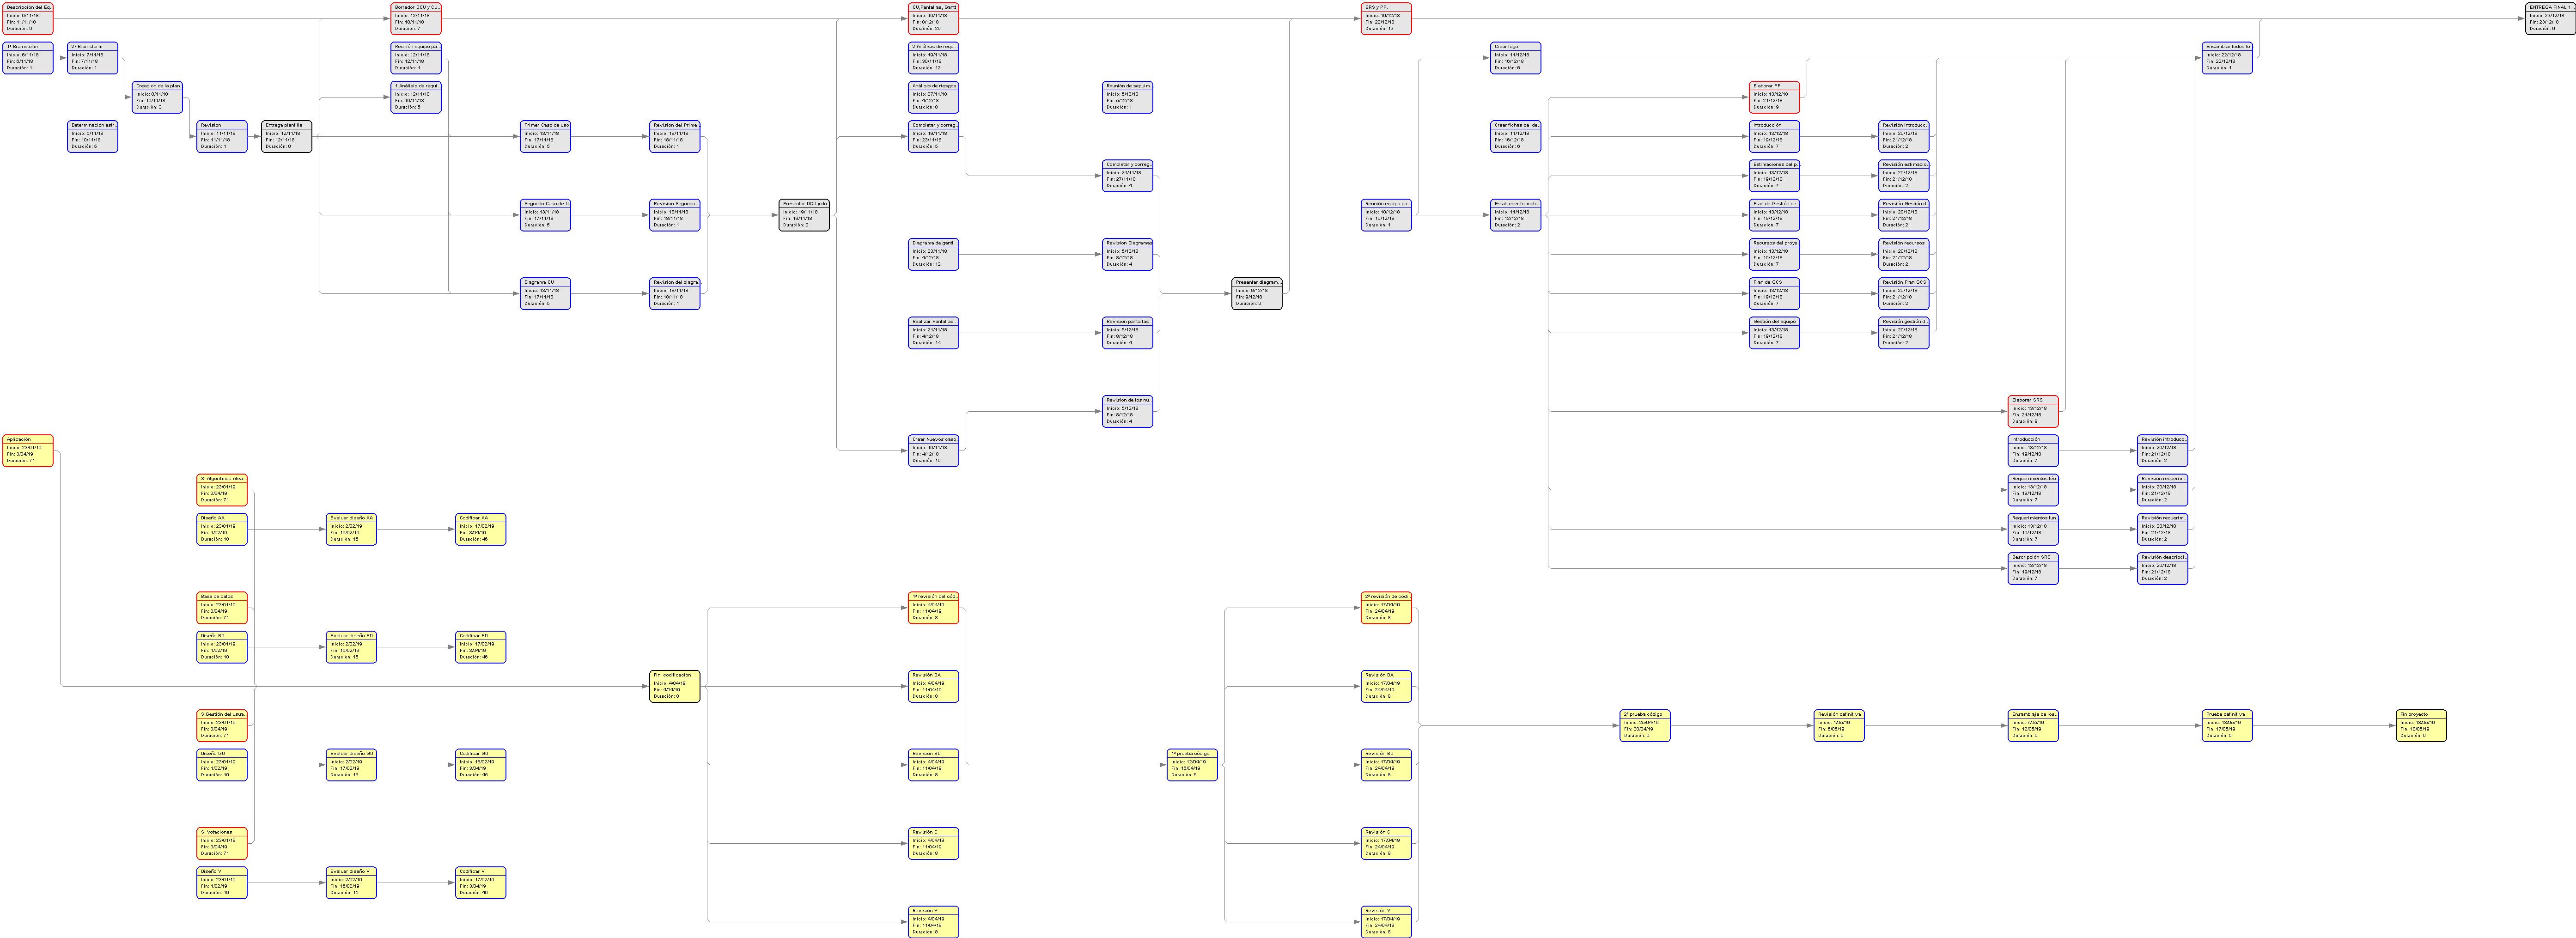 Descripcion del Eq..
Inicio: 6/11/18
Fin: 11/11/18
Duración: 6
Borrador DCU y CU..
Inicio: 12/11/18
Fin: 18/11/18
Duración: 7
CU,Pantallas, Gantt
Inicio: 19/11/18
Fin: 8/12/18
Duración: 20
SRS y PP
Inicio: 10/12/18
Fin: 22/12/18
Duración: 13
ENTREGA FINAL 1 ..
Inicio: 23/12/18
Fin: 23/12/18
Duración: 0
1ª Brainstorm
Inicio: 6/11/18
Fin: 6/11/18
Duración: 1
2ª Brainstorm
Inicio: 7/11/18
Fin: 7/11/18
Duración: 1
Reunión equipo pa..
Inicio: 12/11/18
Fin: 12/11/18
Duración: 1
2 Análisis de requi..
Inicio: 19/11/18
Fin: 30/11/18
Duración: 12
Crear logo
Inicio: 11/12/18
Fin: 16/12/18
Duración: 6
Ensamblar todos lo..
Inicio: 22/12/18
Fin: 22/12/18
Duración: 1
Creacion de la plan..
Inicio: 8/11/18
Fin: 10/11/18
Duración: 3
1 Análisis de requi..
Inicio: 12/11/18
Fin: 16/11/18
Duración: 5
Análisis de riesgos
Inicio: 27/11/18
Fin: 4/12/18
Duración: 8
Reunión de seguim..
Inicio: 5/12/18
Fin: 5/12/18
Duración: 1
Elaborar PP
Inicio: 13/12/18
Fin: 21/12/18
Duración: 9
Determinación estr..
Inicio: 6/11/18
Fin: 10/11/18
Duración: 5
Revision
Inicio: 11/11/18
Fin: 11/11/18
Duración: 1
Entrega plantilla
Inicio: 12/11/18
Fin: 12/11/18
Duración: 0
Primer Caso de uso
Inicio: 13/11/18
Fin: 17/11/18
Duración: 5
Revision del Prime..
Inicio: 18/11/18
Fin: 18/11/18
Duración: 1
Completar y correg..
Inicio: 19/11/18
Fin: 23/11/18
Duración: 5
Crear fichas de ide..
Inicio: 11/12/18
Fin: 16/12/18
Duración: 6
Introducción
Inicio: 13/12/18
Fin: 19/12/18
Duración: 7
Revisión introducc..
Inicio: 20/12/18
Fin: 21/12/18
Duración: 2
Completar y correg..
Inicio: 24/11/18
Fin: 27/11/18
Duración: 4
Estimaciones del p..
Inicio: 13/12/18
Fin: 19/12/18
Duración: 7
Revisión estimacio..
Inicio: 20/12/18
Fin: 21/12/18
Duración: 2
Segundo Caso de U..
Inicio: 13/11/18
Fin: 17/11/18
Duración: 5
Revision Segundo ..
Inicio: 18/11/18
Fin: 18/11/18
Duración: 1
Presentar DCU y do..
Inicio: 19/11/18
Fin: 19/11/18
Duración: 0
Reunión equipo pa..
Inicio: 10/12/18
Fin: 10/12/18
Duración: 1
Establecer formato..
Inicio: 11/12/18
Fin: 12/12/18
Duración: 2
Plan de Gestión de..
Inicio: 13/12/18
Fin: 19/12/18
Duración: 7
Revisión Gestión d..
Inicio: 20/12/18
Fin: 21/12/18
Duración: 2
Diagrama de gantt
Inicio: 23/11/18
Fin: 4/12/18
Duración: 12
Revision Diagramas
Inicio: 5/12/18
Fin: 8/12/18
Duración: 4
Recursos del proye..
Inicio: 13/12/18
Fin: 19/12/18
Duración: 7
Revisión recursos
Inicio: 20/12/18
Fin: 21/12/18
Duración: 2
Diagrama CU
Inicio: 13/11/18
Fin: 17/11/18
Duración: 5
Revision del diagra..
Inicio: 18/11/18
Fin: 18/11/18
Duración: 1
Presentar diagram..
Inicio: 9/12/18
Fin: 9/12/18
Duración: 0
Plan de GCS
Inicio: 13/12/18
Fin: 19/12/18
Duración: 7
Revisión Plan GCS
Inicio: 20/12/18
Fin: 21/12/18
Duración: 2
Realizar Pantallas
Inicio: 21/11/18
Fin: 4/12/18
Duración: 14
Revision pantallas
Inicio: 5/12/18
Fin: 8/12/18
Duración: 4
Gestión del equipo
Inicio: 13/12/18
Fin: 19/12/18
Duración: 7
Revisión gestión d..
Inicio: 20/12/18
Fin: 21/12/18
Duración: 2
Revision de los nu..
Inicio: 5/12/18
Fin: 8/12/18
Duración: 4
Elaborar SRS
Inicio: 13/12/18
Fin: 21/12/18
Duración: 9
Aplicación
Inicio: 23/01/19
Fin: 3/04/19
Duración: 71
Crear Nuevos caso..
Inicio: 19/11/18
Fin: 4/12/18
Duración: 16
Introducción
Inicio: 13/12/18
Fin: 19/12/18
Duración: 7
Revisión introducc..
Inicio: 20/12/18
Fin: 21/12/18
Duración: 2
S: Algoritmos Alea..
Inicio: 23/01/19
Fin: 3/04/19
Duración: 71
Requerimientos téc..
Inicio: 13/12/18
Fin: 19/12/18
Duración: 7
Revisión requerim..
Inicio: 20/12/18
Fin: 21/12/18
Duración: 2
Diseño AA
Inicio: 23/01/19
Fin: 1/02/19
Duración: 10
Evaluar diseño AA
Inicio: 2/02/19
Fin: 16/02/19
Duración: 15
Codificar AA
Inicio: 17/02/19
Fin: 3/04/19
Duración: 46
Requerimientos fun..
Inicio: 13/12/18
Fin: 19/12/18
Duración: 7
Revisión requerim..
Inicio: 20/12/18
Fin: 21/12/18
Duración: 2
Descripción SRS
Inicio: 13/12/18
Fin: 19/12/18
Duración: 7
Revisión descripci..
Inicio: 20/12/18
Fin: 21/12/18
Duración: 2
Base de datos
Inicio: 23/01/19
Fin: 3/04/19
Duración: 71
1ª revisión del cód..
Inicio: 4/04/19
Fin: 11/04/19
Duración: 8
2ª revisión de códi..
Inicio: 17/04/19
Fin: 24/04/19
Duración: 8
Diseño BD
Inicio: 23/01/19
Fin: 1/02/19
Duración: 10
Evaluar diseño BD
Inicio: 2/02/19
Fin: 16/02/19
Duración: 15
Codificar BD
Inicio: 17/02/19
Fin: 3/04/19
Duración: 46
Fin codificación
Inicio: 4/04/19
Fin: 4/04/19
Duración: 0
Revisión DA
Inicio: 4/04/19
Fin: 11/04/19
Duración: 8
Revisión DA
Inicio: 17/04/19
Fin: 24/04/19
Duración: 8
S:Gestión del usua..
Inicio: 23/01/19
Fin: 3/04/19
Duración: 71
2ª prueba código
Inicio: 25/04/19
Fin: 30/04/19
Duración: 6
Revisión definitiva
Inicio: 1/05/19
Fin: 6/05/19
Duración: 6
Ensamblaje de los..
Inicio: 7/05/19
Fin: 12/05/19
Duración: 6
Prueba definitiva
Inicio: 13/05/19
Fin: 17/05/19
Duración: 5
Fin proyecto
Inicio: 18/05/19
Fin: 18/05/19
Duración: 0
Diseño GU
Inicio: 23/01/19
Fin: 1/02/19
Duración: 10
Evaluar diseño GU
Inicio: 2/02/19
Fin: 17/02/19
Duración: 16
Codificar GU
Inicio: 18/02/19
Fin: 3/04/19
Duración: 45
Revisión BD
Inicio: 4/04/19
Fin: 11/04/19
Duración: 8
1ª prueba código
Inicio: 12/04/19
Fin: 16/04/19
Duración: 5
Revisión BD
Inicio: 17/04/19
Fin: 24/04/19
Duración: 8
S: Votaciones
Inicio: 23/01/19
Fin: 3/04/19
Duración: 71
Revisión C
Inicio: 4/04/19
Fin: 11/04/19
Duración: 8
Revisión C
Inicio: 17/04/19
Fin: 24/04/19
Duración: 8
Diseño V
Inicio: 23/01/19
Fin: 1/02/19
Duración: 10
Evaluar diseño V
Inicio: 2/02/19
Fin: 16/02/19
Duración: 15
Codificar V
Inicio: 17/02/19
Fin: 3/04/19
Duración: 46
Revisión V
Inicio: 4/04/19
Fin: 11/04/19
Duración: 8
Revisión V
Inicio: 17/04/19
Fin: 24/04/19
Duración: 8